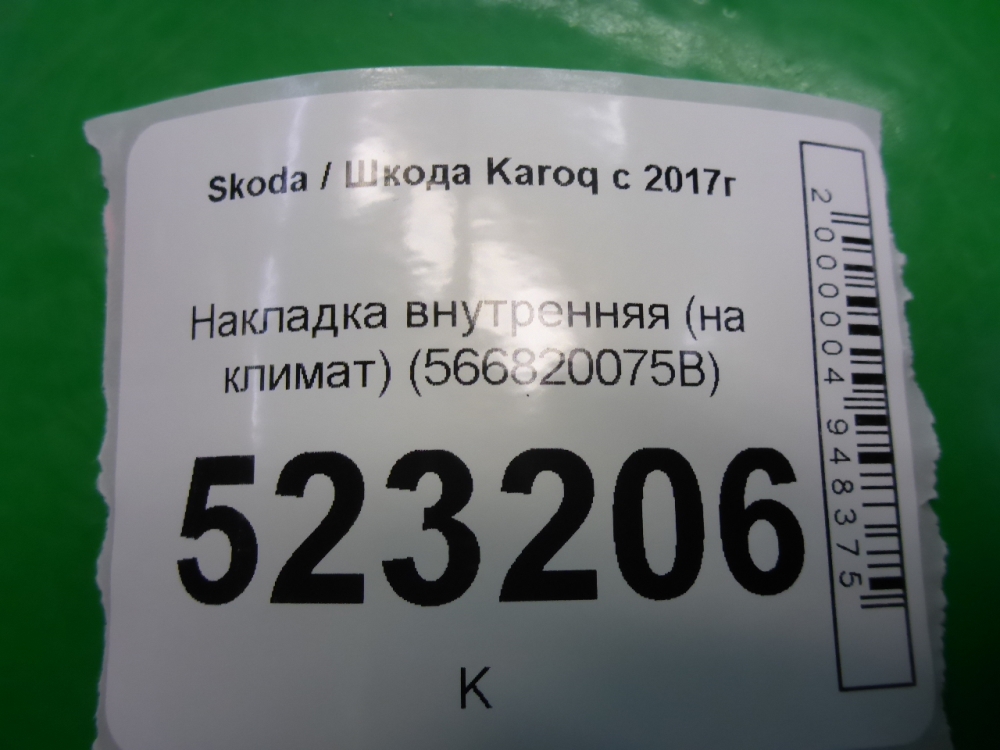 Skoda / Шкода Karoq с 2017г
Накладка внутренняя (на
климат) (566820075B)
523206
К
2000004948375